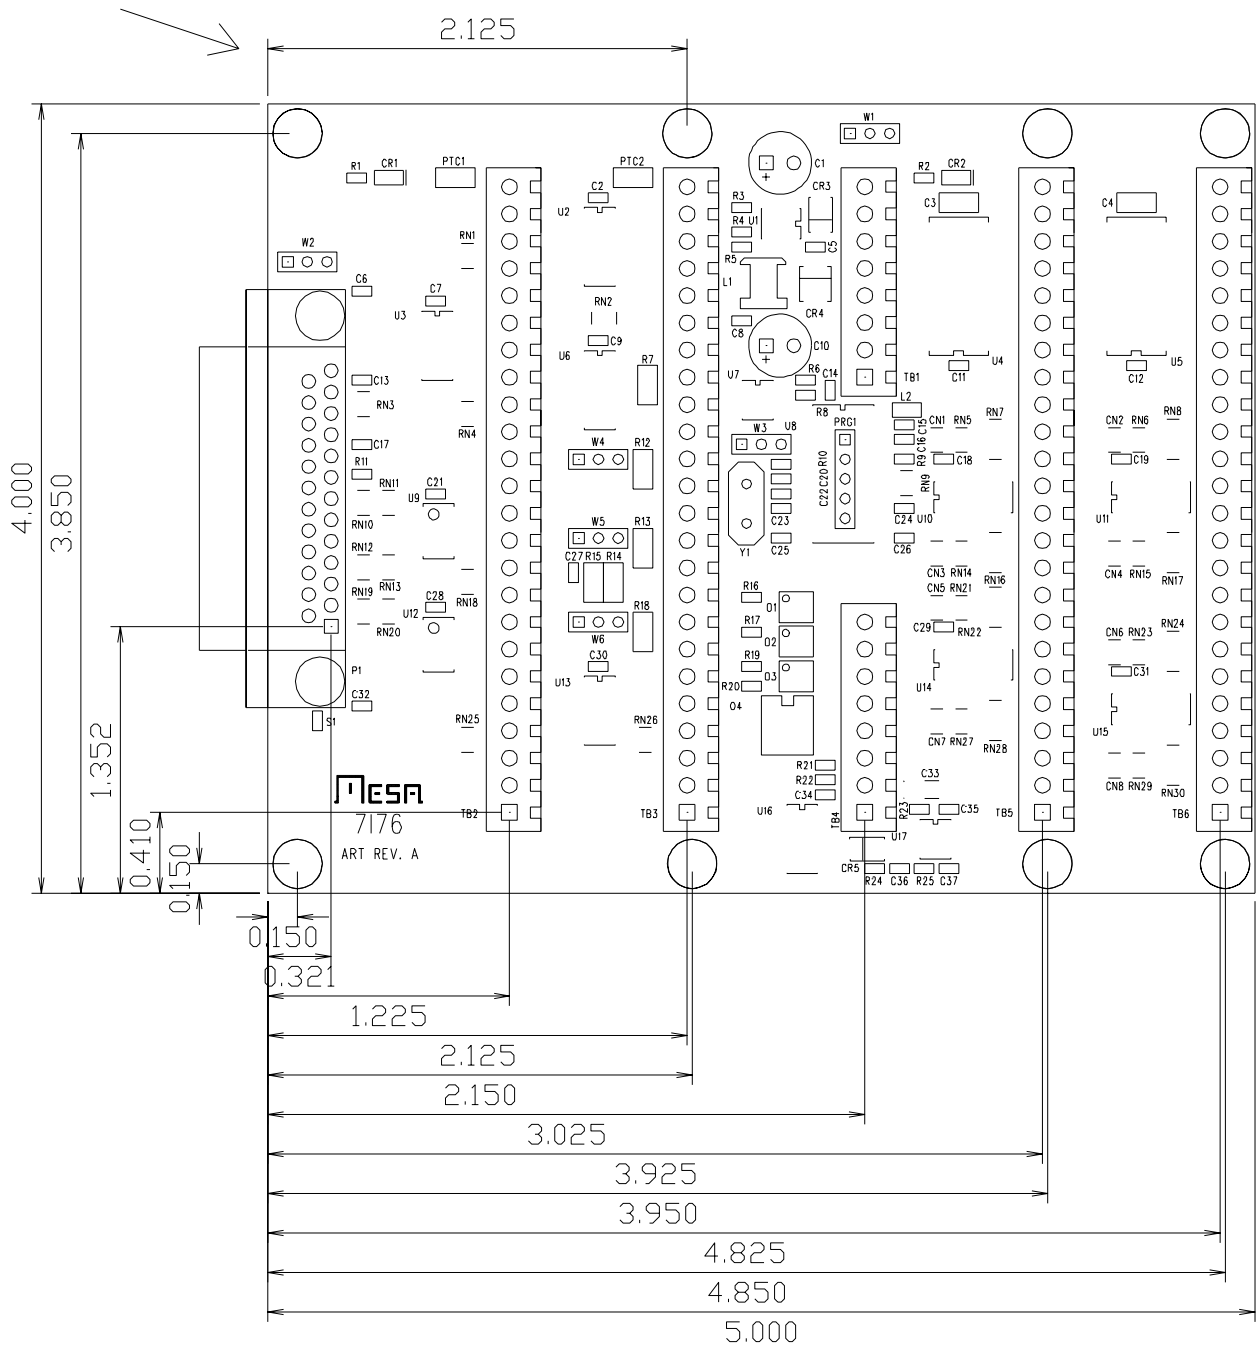 2.125
W1
R1 CR1 PTC1 PTC2 C1 R2 CR2
C2 CR3
U2 R3 U1 C3 C4
R4
RN1 C5
W2 R5
L1
C6 C7 RN2 CR4
U3 C8
C9 C10
U6 R7 U7 R6 C14 U4 U5
C13 TB1 C11 C12
RN3 R8 L2
RN4 PRG1 C15 CN1 RN5 RN7 CN2 RN6 RN8
W3 U8
C17 W4 R12 C16
R11 R10 R9 C18 C19
RN11 C21 C20 RN9
U9 C22
RN10 W5 R13 C23 C24 U10 U11
RN12 C27 R15 R14 Y1 C25 C26
RN19 RN13 CN3 RN14 RN16 CN4 RN15 RN17
C28 RN18 R16 O1 CN5 RN21
U12 W6 R18 R17 C29 RN22 CN6 RN23 RN24
RN20 O2
P1 C30 R19 O3 C31
U13 R20 U14
C32 O4
S1 RN25 RN26 U15
CN7 RN27 RN28
R21 C33
MESA R22 CN8 RN29 RN30
C34
7I76 TB2 TB3 U16 TB4 R23 C35 TB5 TB6
ART REV. A U17
CR5 R24 C36 R25 C37
4.000
3.850
1.352
0.410
0.150
0.150
0.321
1.225
2.125
2.150
3.025
3.925
3.950
4.825
4.850
5.000